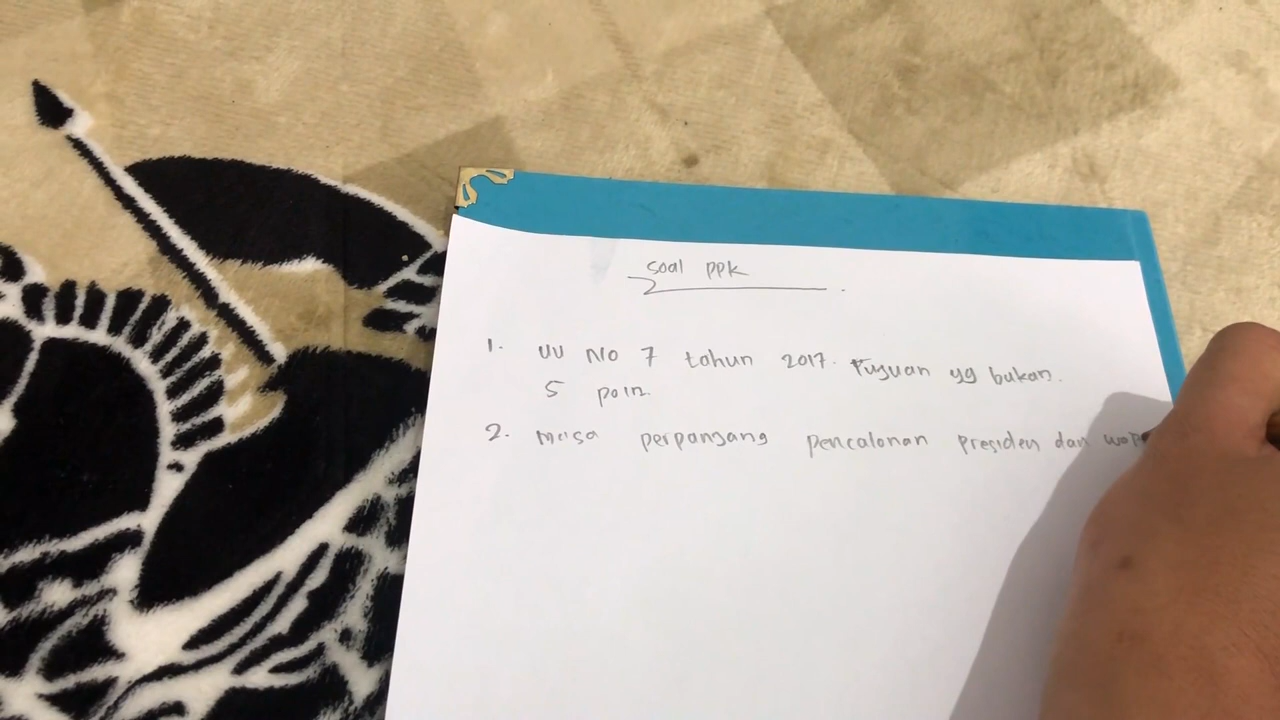 soal PPK
1. UU No 7 tahun 2017. Tujuan yg bukan.
5 poin.
2. Masa perpanjang pencalonan presiden dan